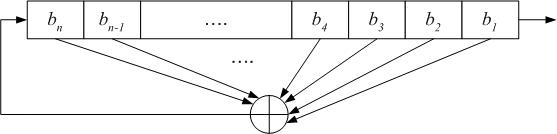 bn bn-1 .... b4 b3 b2 b1
....